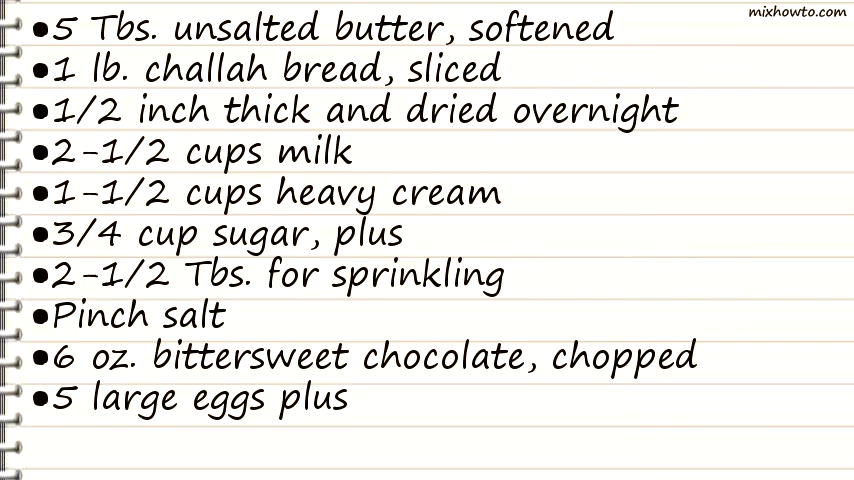 mixhowto.com
•5 Tbs. unsalted butter, softened
•1 lb. challah bread, sliced
•1/2 inch thick and dried overnight
•2-1/2 cups milk
•1-1/2 cups heavy cream
•3/4 cup sugar, plus
•2-1/2 Tbs. for sprinkling
•Pinch salt
•6 oz. bittersweet chocolate, chopped
•5 large eggs plus